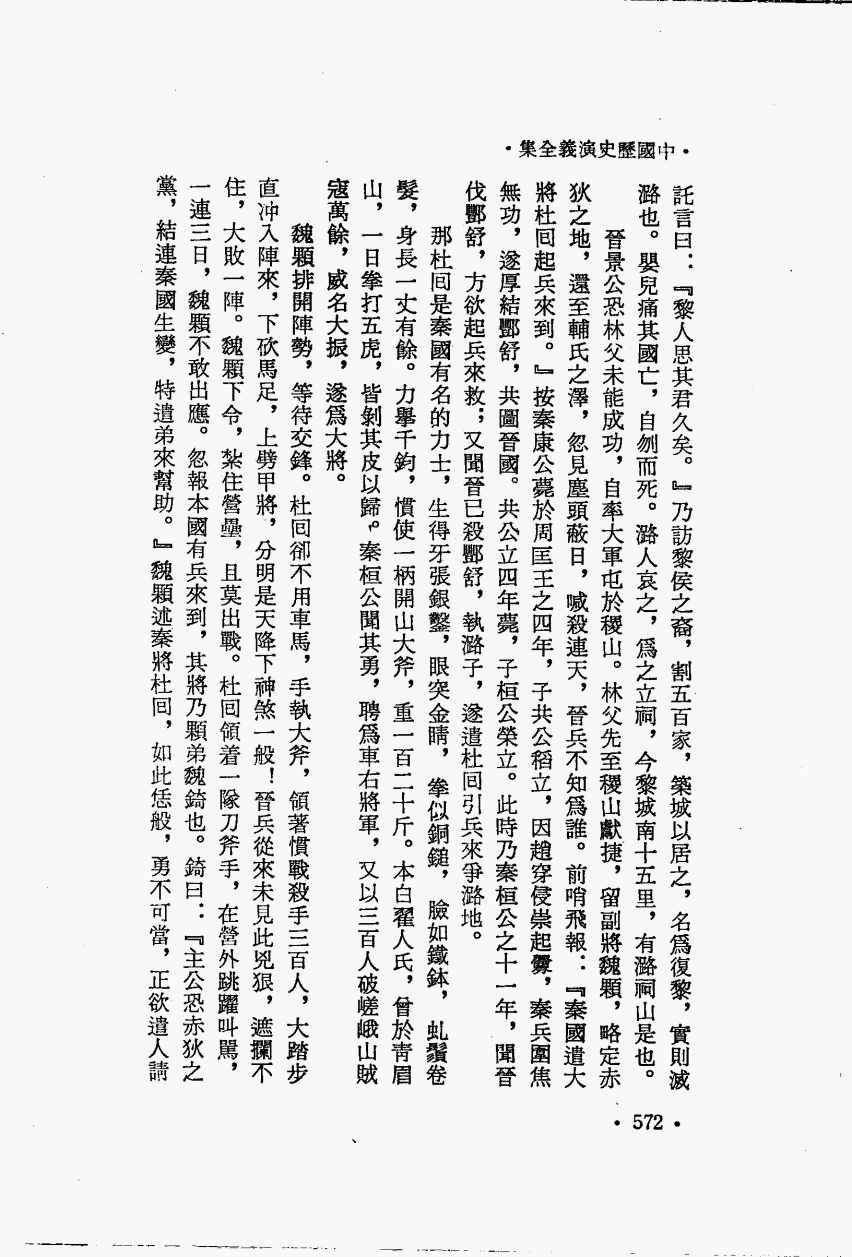 ·中國歷史演義全集·
託言曰：『黎人思其君久矣。』乃訪黎侯之裔，割五百家，築城以居之，名爲復黎，實則滅
潞也。嬰兒痛其國亡，自刎而死。潞人哀之，爲之立祠，今黎城南十五里，有潞祠山是也。
晉景公恐林父未能成功，自率大軍屯於稷山。林父先至稷山獻捷，留副將魏顆，略定赤
狄之地，還至輔氏之澤，忽見塵頭蔽日，喊殺連天，晉兵不知爲誰。前哨飛報：『秦國遣大
將杜回起兵來到。』按秦康公薨於周匡王之四年，子共公稻立，因趙穿侵崇起釁，秦兵圍焦
無功，遂厚結酆舒，共圖晉國。共公立四年薨，子桓公榮立。此時乃秦桓公之十一年，聞晉
伐酆舒，方欲起兵來救；又聞晉已殺酆舒，執潞子，遂遣杜回引兵來爭潞地。
那杜回是秦國有名的力士，生得牙張銀鑿，眼突金睛，拳似銅鎚，臉如鐵鉢，虬鬚卷
髮，身長一丈有餘。力舉千鈞，慣使一柄開山大斧，重一百二十斤。本白翟人氏，曾於青眉
山，一日拳打五虎，皆剝其皮以歸。秦桓公聞其勇，聘爲車右將軍，又以三百人破嵯峨山賊
寇萬餘，威名大振，遂爲大將。
魏顆排開陣勢，等待交鋒。杜回卻不用車馬，手執大斧，領著慣戰殺手三百人，大踏步
直冲入陣來，下砍馬足，上劈甲將，分明是天降下神煞一般！晉兵從來未見此兇狠，遮攔不
住，大敗一陣。魏顆下令，紮住營壘，且莫出戰。杜回領着一隊刀斧手，在營外跳躍叫罵，
一連三日，魏顆不敢出應。忽報本國有兵來到，其將乃顆弟魏錡也。錡曰：『主公恐赤狄之
黨，結連秦國生變，特遣弟來幫助。』魏顆述秦將杜回，如此恁般，勇不可當，正欲遣人請
·572·